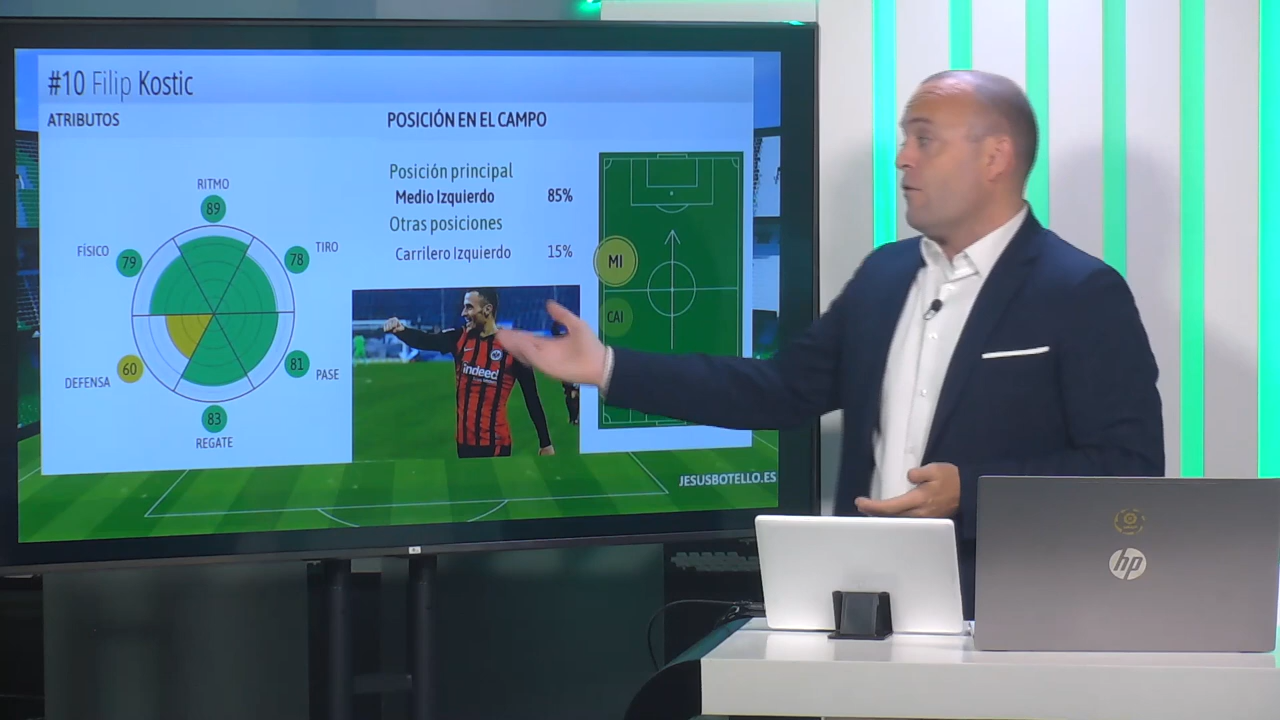 #10 Filip Kostic
ATRIBUTOS
POSICIÓN EN EL CAMPO
RITMO
89
FÍSICO
79
TIRO
78
DEFENSA
60
PASE
81
83
REGATE
Posición principal
Medio Izquierdo 85%
Otras posiciones
Carrilero Izquierdo 15%
MI
CAI
indeed
JESUSBOTELLO.ES
hp